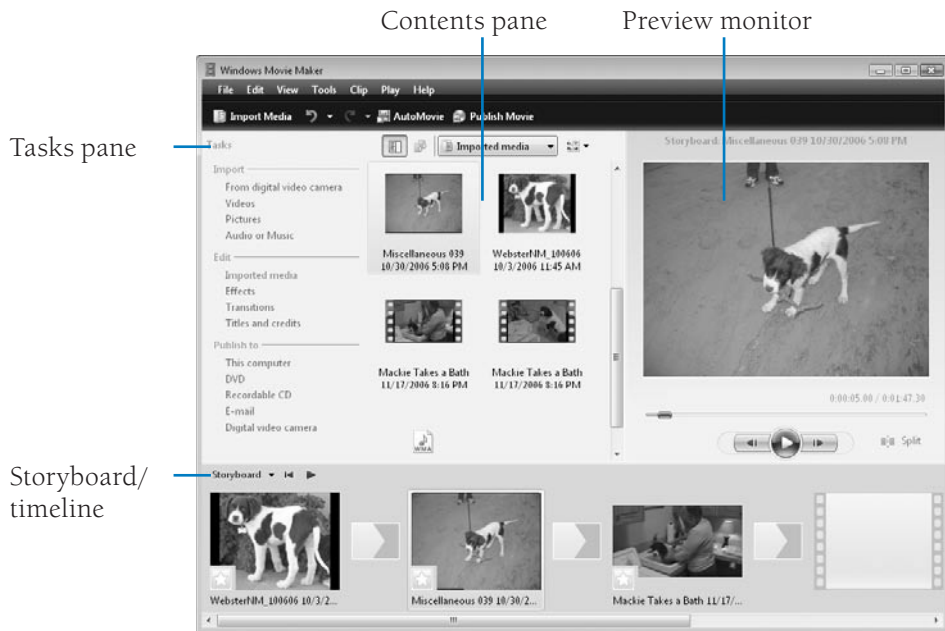 Contents pane
Preview monitor
Windows Movie Maker
File Edit View Tools Clip Play Help
Import Media AutoMovie Publish Movie
Tasks pane
Tasks
Imported media
Storyboard: Miscellaneous 039 10/30/2006 5:08 PM
Import
From digital video camera
Videos
Pictures
Audio or Music
Edit
Imported media
Effects
Transitions
Titles and credits
Publish to
This computer
DVD
Recordable CD
E-mail
Digital video camera
Miscellaneous 039
10/30/2006 5:08 PM
WebsterNM_100606
10/3/2006 11:45 AM
Mackie Takes a Bath
11/17/2006 8:16 PM
Mackie Takes a Bath
11/17/2006 8:16 PM
WMA
0:00:05.00 / 0:01:47.30
Split
Storyboard/
timeline
Storyboard
WebsterNM_100606 10/3/2...
Miscellaneous 039 10/30/2...
Mackie Takes a Bath 11/17/...